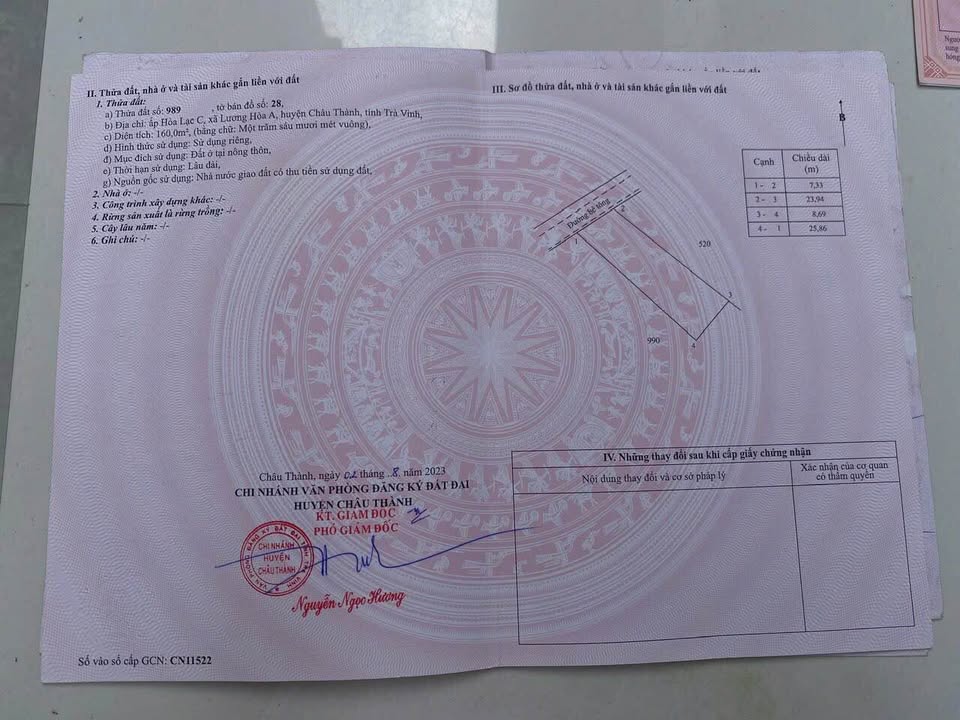 II. Thửa đất, nhà ở và tài sản khác gắn liền với đất
1. Thửa đất:
a) Thửa đất số: 989 , tờ bản đồ số: 28,
b) Địa chỉ: ấp Hòa Lạc C, xã Lương Hòa A, huyện Châu Thành, tỉnh Trà Vinh,
c) Diện tích: 160,0m², (bằng chữ: Một trăm sáu mươi mét vuông),
d) Hình thức sử dụng: Sử dụng riêng,
đ) Mục đích sử dụng: Đất ở tại nông thôn,
e) Thời hạn sử dụng: Lâu dài,
g) Nguồn gốc sử dụng: Nhà nước giao đất có thu tiền sử dụng đất,
2. Nhà ở: -/-
3. Công trình xây dựng khác: -/-
4. Rừng sản xuất là rừng trồng: -/-
5. Cây lâu năm: -/-
6. Ghi chú: -/-
Châu Thành, ngày 02 tháng 8 năm 2023
CHI NHÁNH VĂN PHÒNG ĐĂNG KÝ ĐẤT ĐAI
HUYỆN CHÂU THÀNH
KT. GIÁM ĐỐC
PHÓ GIÁM ĐỐC
VĂN PHÒNG ĐĂNG KÝ ĐẤT ĐAI TỈNH TRÀ VINH
CHI NHÁNH
HUYỆN
CHÂU THÀNH
Nguyễn Ngọc Hương
Số vào sổ cấp GCN: CN11522
III. Sơ đồ thửa đất, nhà ở và tài sản khác gắn liền với đất
B
Cạnh Chiều dài (m)
1 - 2 7,33
2 - 3 23,94
3 - 4 8,69
4 - 1 25,86
Đường bê tông
1
2
520
3
990
4
IV. Những thay đổi sau khi cấp giấy chứng nhận
Nội dung thay đổi và cơ sở pháp lý
Xác nhận của cơ quan
có thẩm quyền